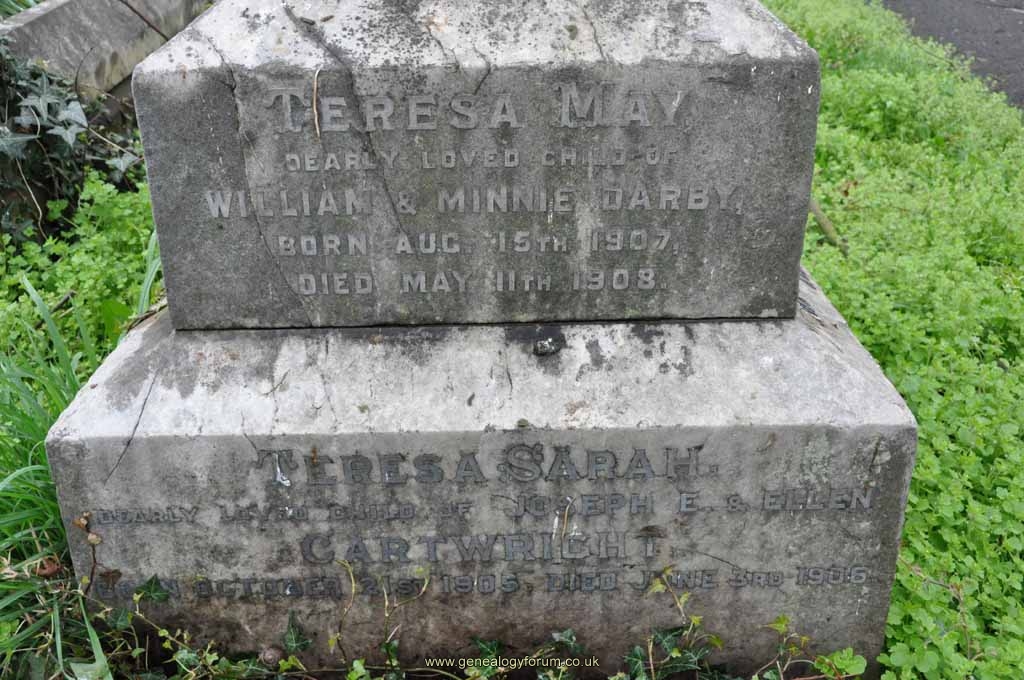 TERESA MAY,
DEARLY LOVED CHILD OF
WILLIAM & MINNIE DARBY,
BORN AUG. 15TH 1907,
DIED MAY 11TH 1908.
TERESA SARAH.
DEARLY LOVED CHILD OF JOSEPH E. & ELLEN
CARTWRIGHT.
BORN OCTOBER 21ST 1905, DIED JUNE 3RD 1906.
www.genealogyforum.co.uk